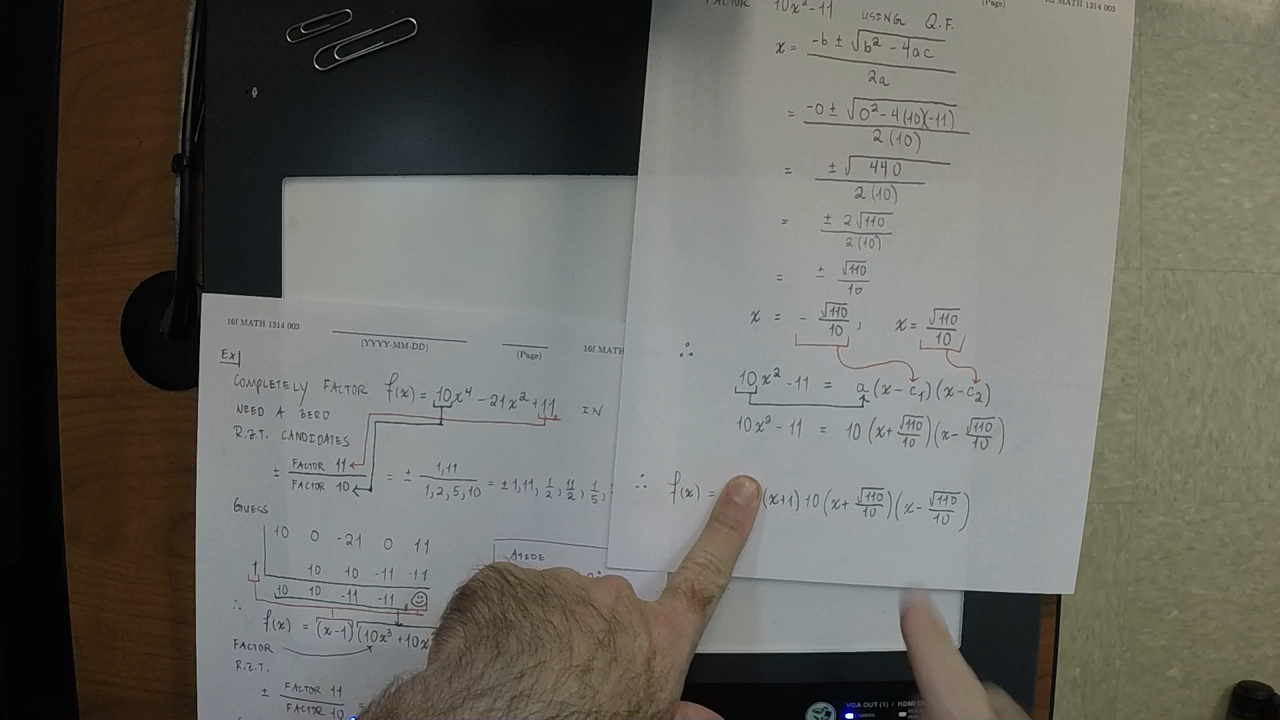 FACTOR 10x² - 11 USING Q.F.
(Page)
16f MATH 1314 003
x = (-b ± √(b² - 4ac)) / 2a
= (-0 ± √(0² - 4(10)(-11))) / 2(10)
= ± √440 / 2(10)
= ± 2√110 / 2(10)
= ± √110 / 10
x = - √110/10, x = √110/10
∴
10x² - 11 = a(x - c₁)(x - c₂)
10x² - 11 = 10(x + √110/10)(x - √110/10)
∴ f(x) = (x+1) 10 (x + √110/10)(x - √110/10)
16f MATH 1314 003
(YYYY-MM-DD)
(Page)
16f MATH
Ex
COMPLETELY FACTOR f(x) = 10x⁴ - 21x² + 11 IN
NEED A ZERO
R.Z.T. CANDIDATES
± FACTOR 11 / FACTOR 10 = ± 1,11 / 1,2,5,10 = ± 1, 11, 1/2, 11/2, 1/5,
GUESS
10 0 -21 0 11
1 10 10 -11 -11
10 10 -11 -11
ASIDE
∴ f(x) = (x-1)(10x³ + 10x²
FACTOR
R.Z.T.
± FACTOR 11 / FACTOR 10 =
VGA OUT (1) / HDMI